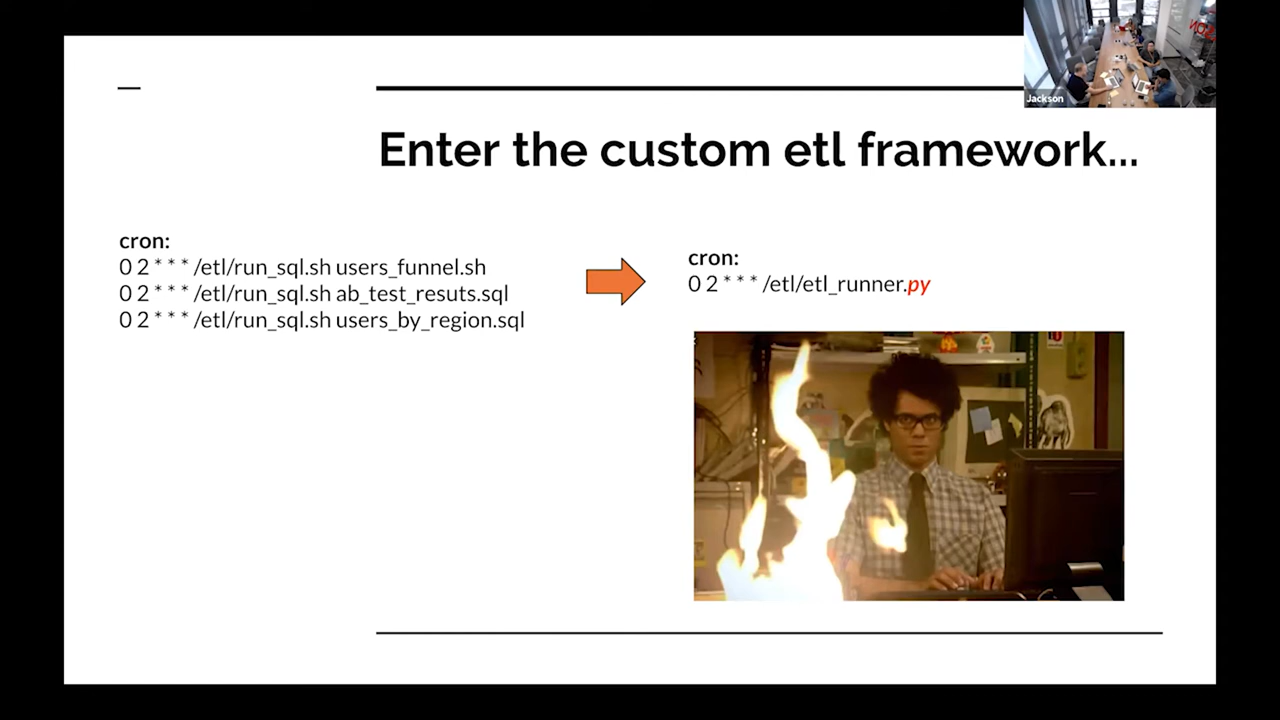 Jackson
Enter the custom etl framework...
cron:
0 2 * * * /etl/run_sql.sh users_funnel.sh
0 2 * * * /etl/run_sql.sh ab_test_resuts.sql
0 2 * * * /etl/run_sql.sh users_by_region.sql
cron:
0 2 * * * /etl/etl_runner.py